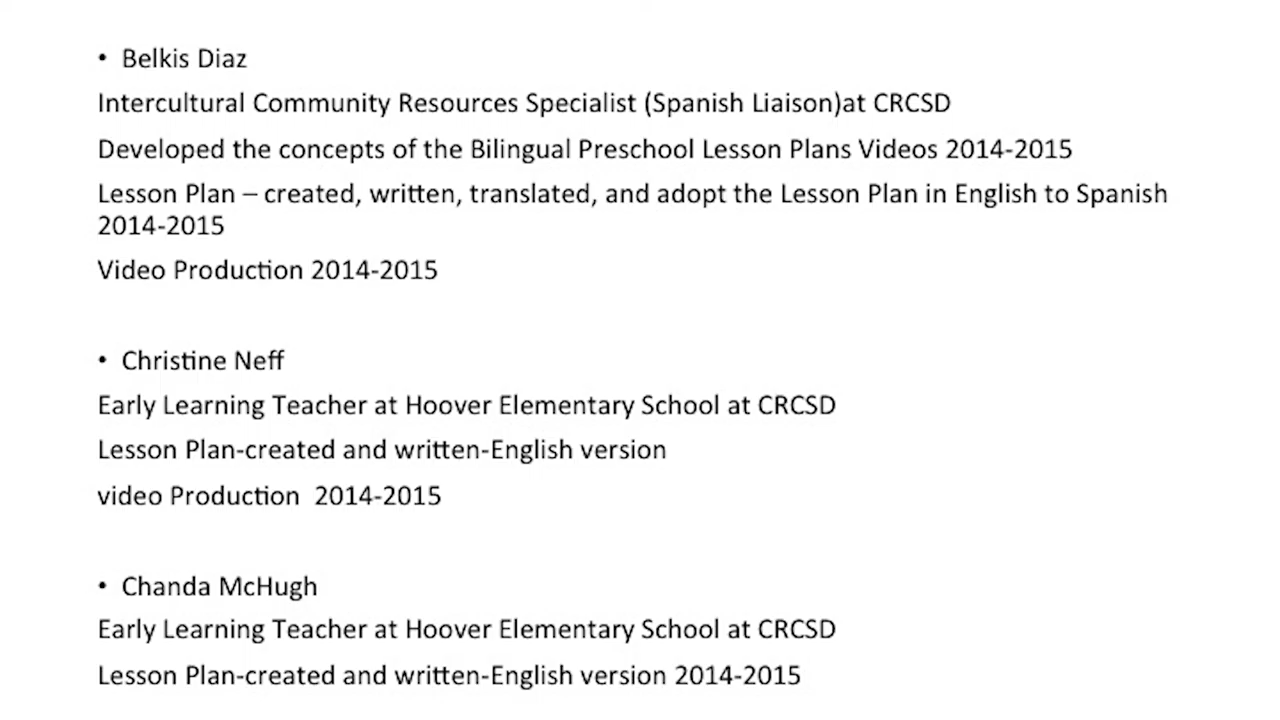 • Belkis Diaz
Intercultural Community Resources Specialist (Spanish Liaison)at CRCSD
Developed the concepts of the Bilingual Preschool Lesson Plans Videos 2014-2015
Lesson Plan – created, written, translated, and adopt the Lesson Plan in English to Spanish
2014-2015
Video Production 2014-2015
• Christine Neff
Early Learning Teacher at Hoover Elementary School at CRCSD
Lesson Plan-created and written-English version
video Production  2014-2015
• Chanda McHugh
Early Learning Teacher at Hoover Elementary School at CRCSD
Lesson Plan-created and written-English version 2014-2015